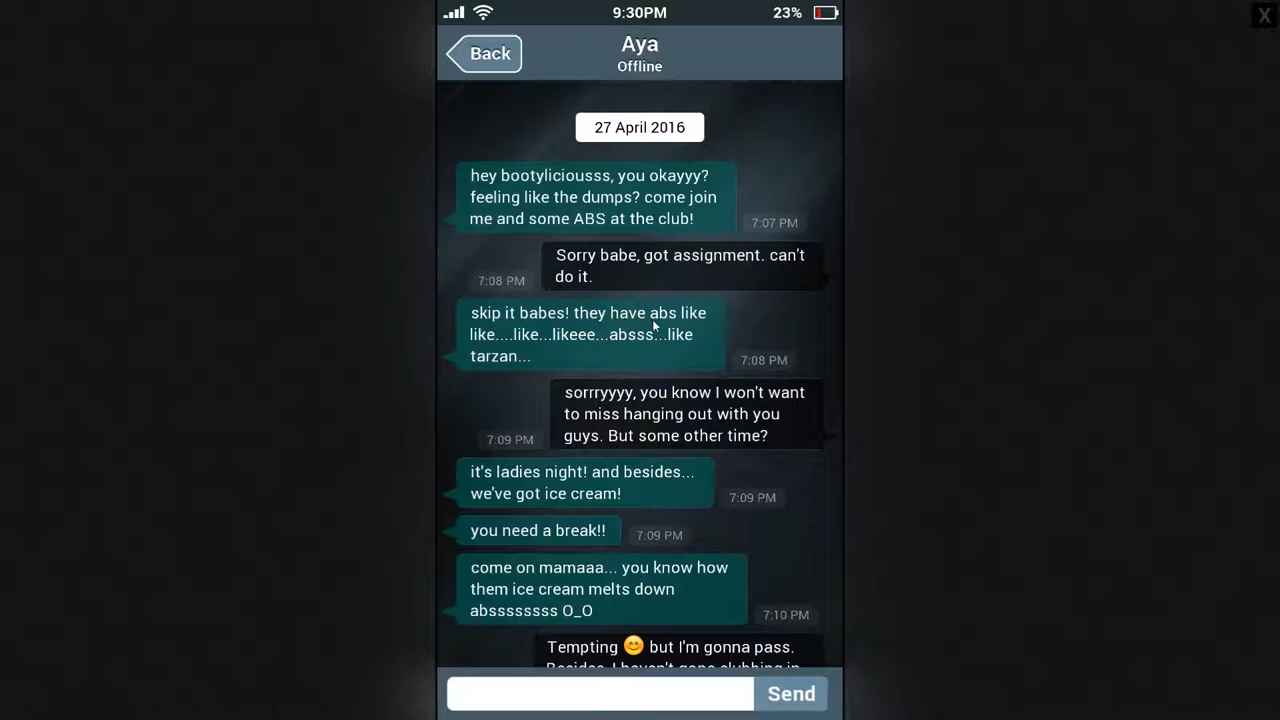 9:30PM
23%
X
Back
Aya
Offline
27 April 2016
hey bootyliciousss, you okayyy?
feeling like the dumps? come join
me and some ABS at the club!
7:07 PM
Sorry babe, got assignment. can't
do it.
7:08 PM
skip it babes! they have abs like
like....like...likeee...absss...like
tarzan...
7:08 PM
sorrryyyy, you know I won't want
to miss hanging out with you
guys. But some other time?
7:09 PM
it's ladies night! and besides...
we've got ice cream!
7:09 PM
you need a break!!
7:09 PM
come on mamaaa... you know how
them ice cream melts down
abssssssss O_O
7:10 PM
Tempting 😊 but I'm gonna pass.
Besides, I haven't gone clubbing in
Send